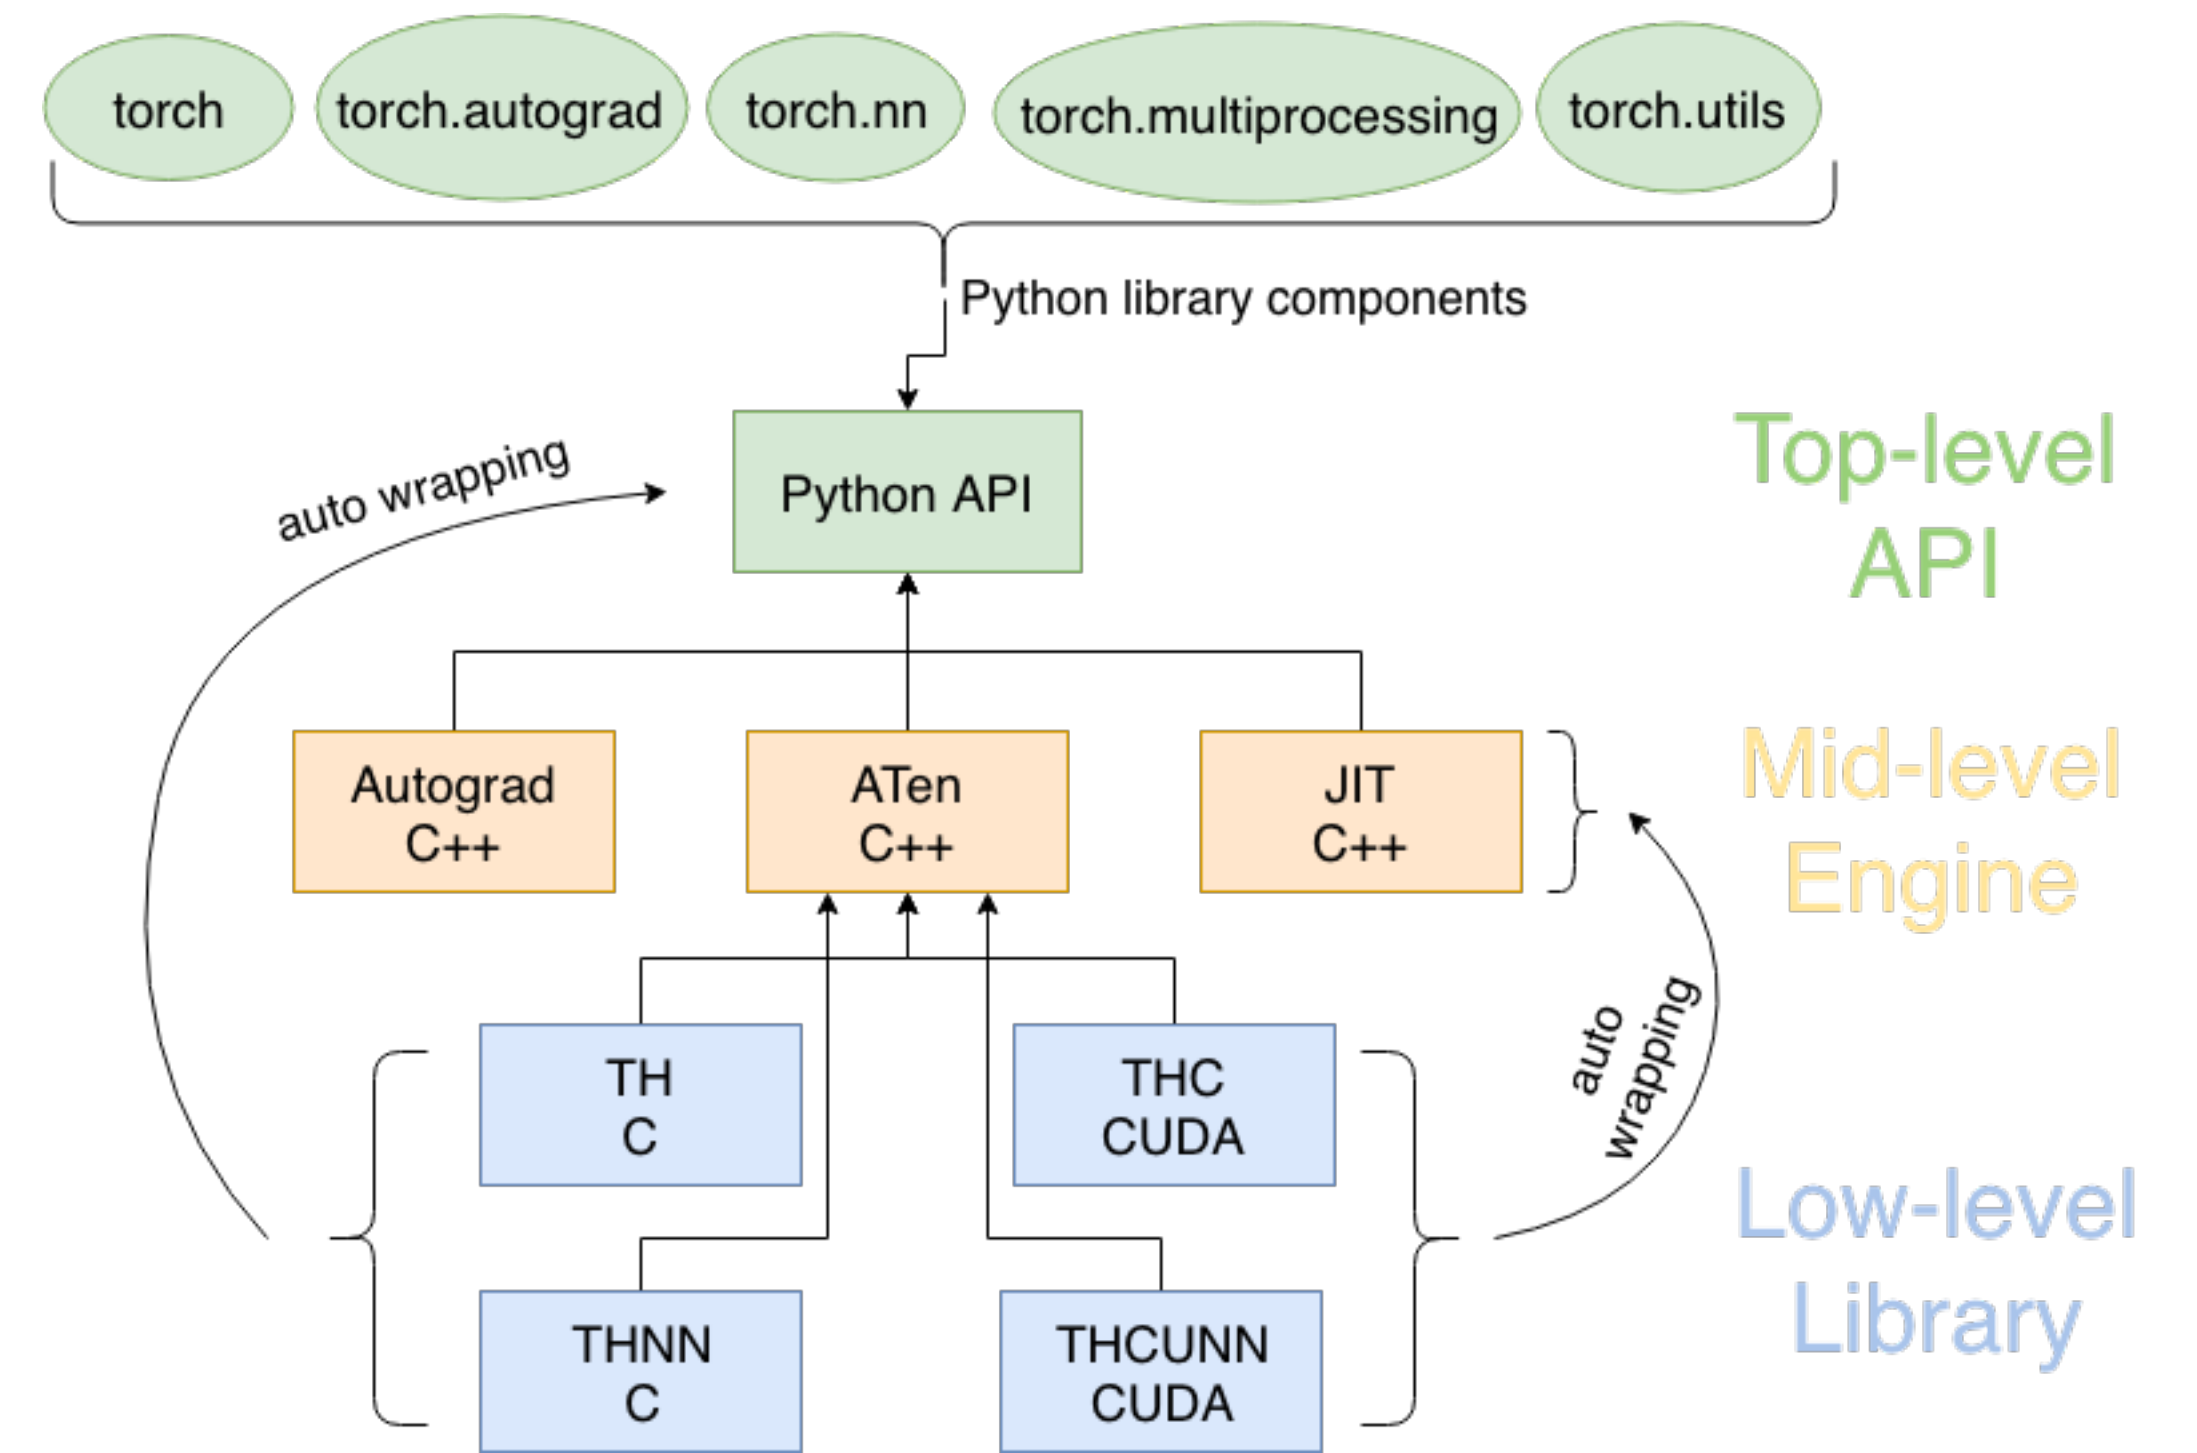 torch
torch.autograd
torch.nn
torch.multiprocessing
torch.utils
Python library components
auto wrapping
Python API
Top-level
API
Autograd
C++
ATen
C++
JIT
C++
Mid-level
Engine
auto
wrapping
TH
C
THC
CUDA
THNN
C
THCUNN
CUDA
Low-level
Library